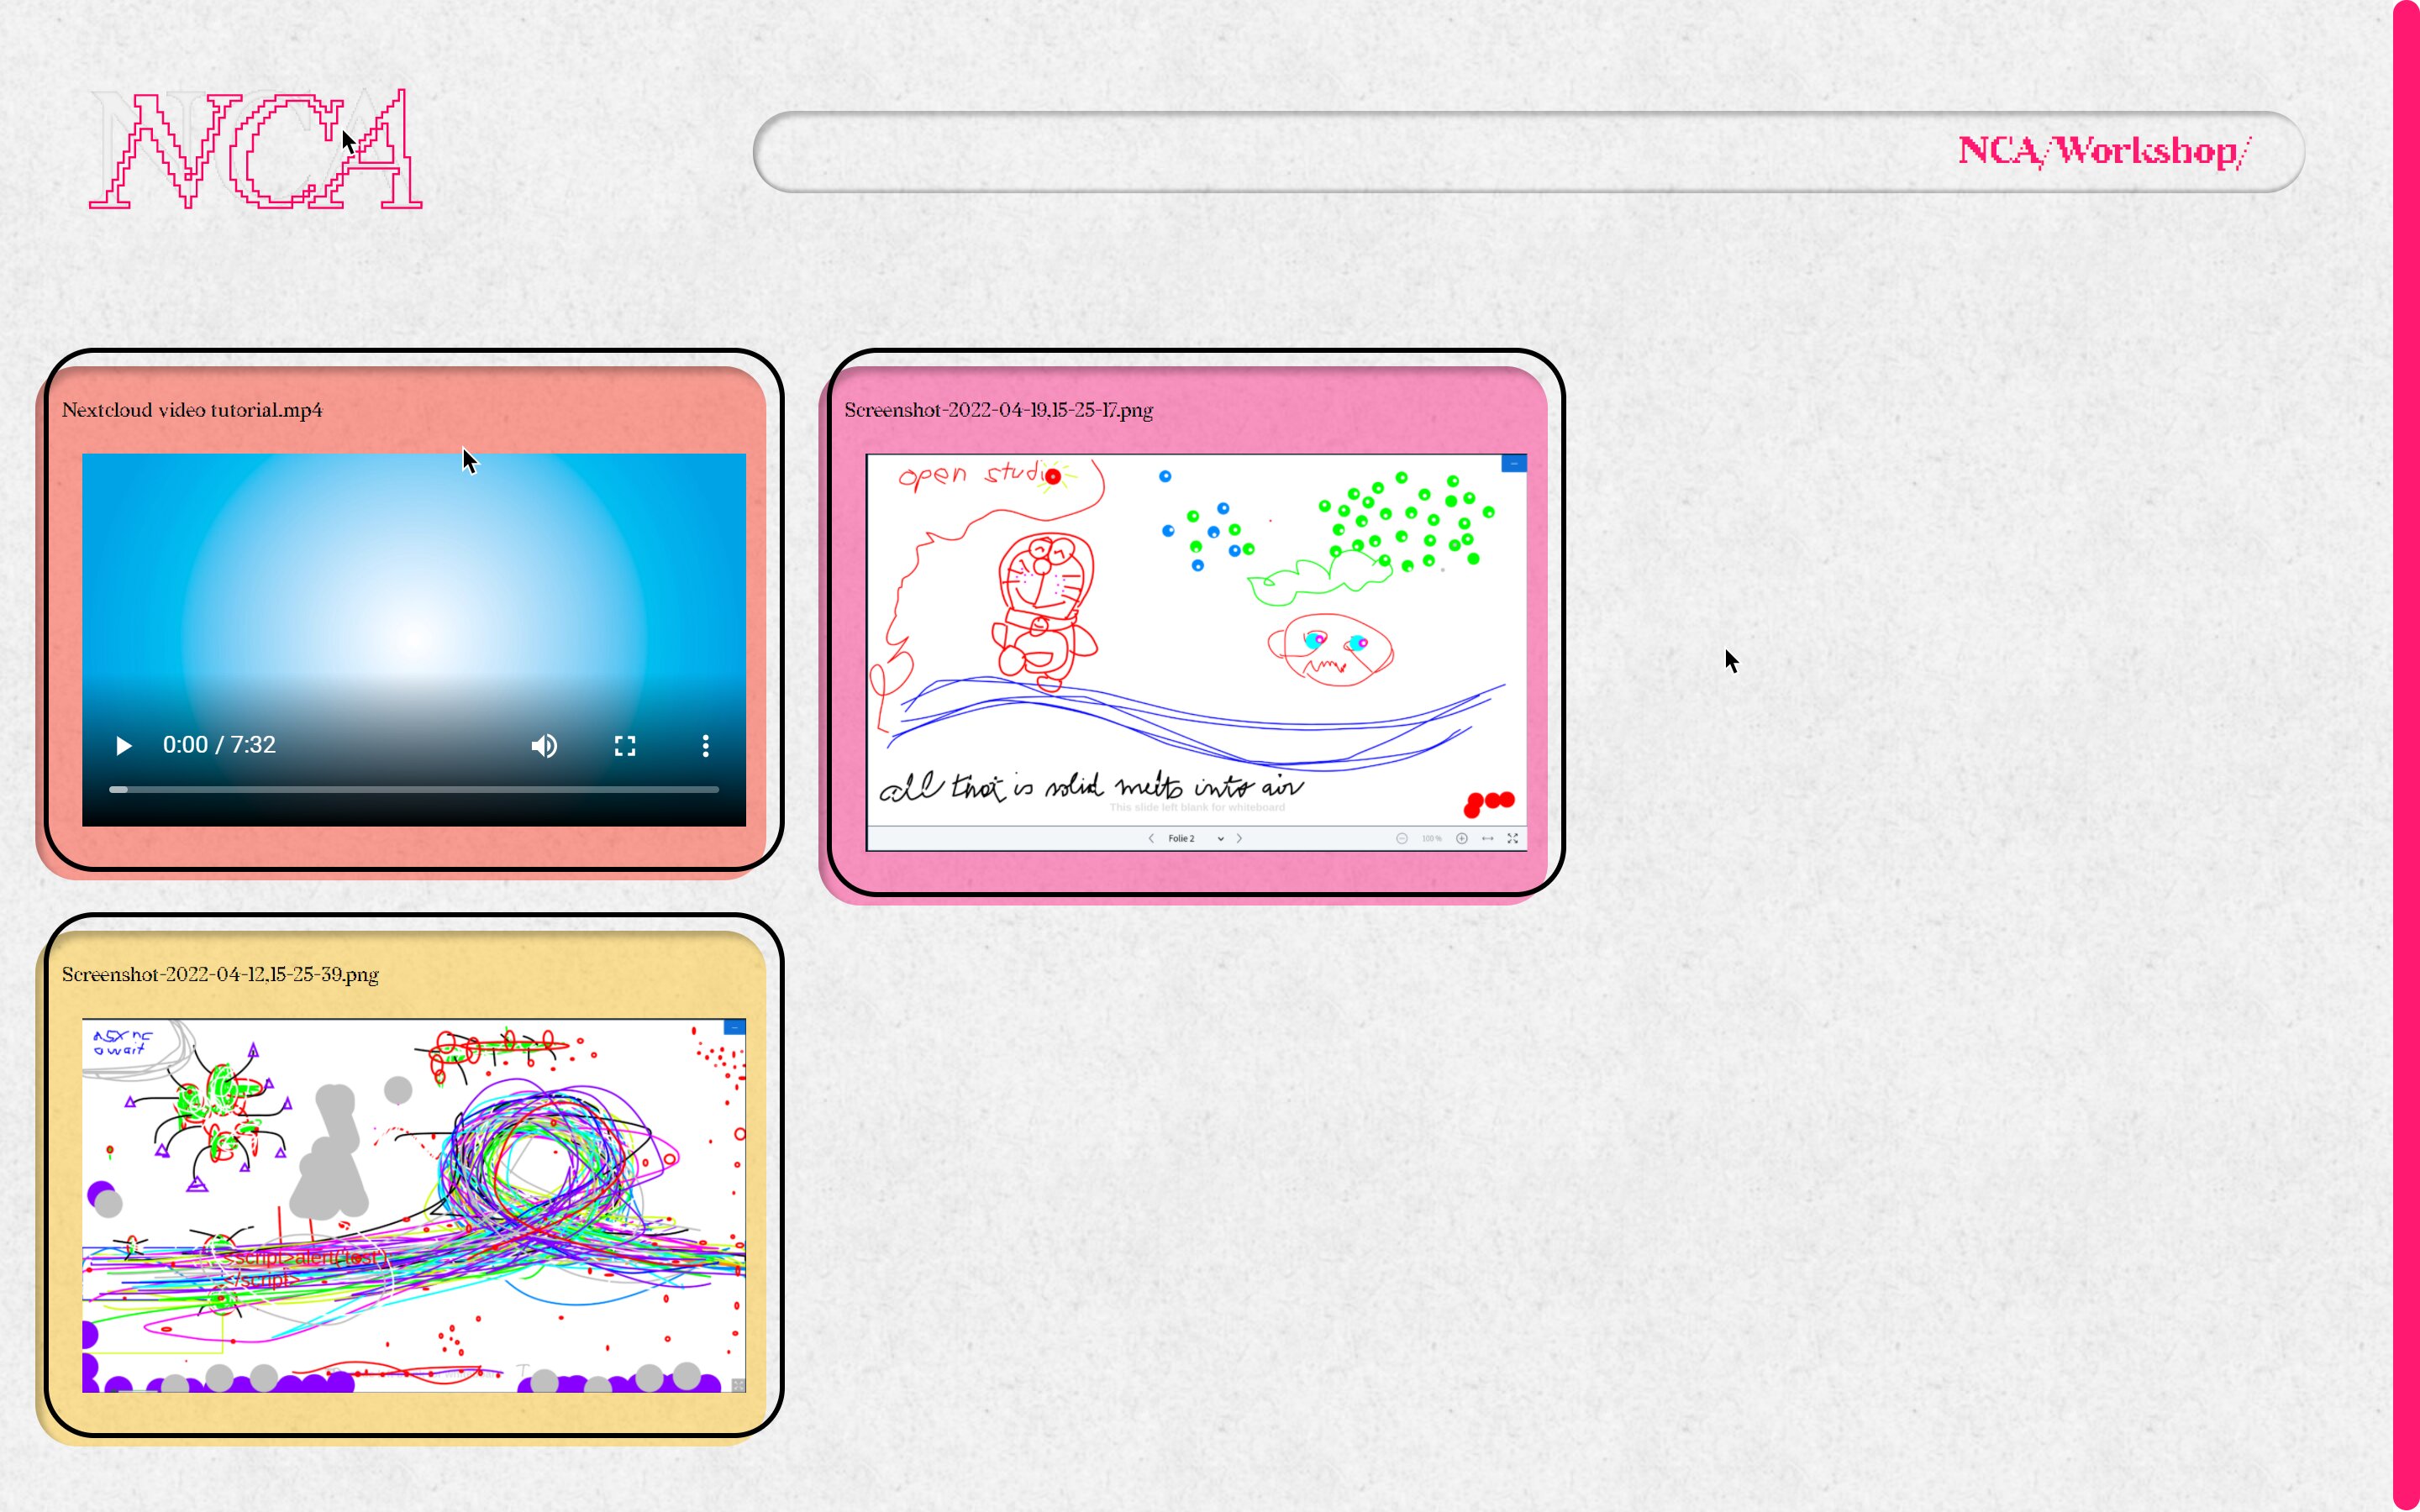 NCA
NCA/Workshop/
Nextcloud video tutorial.mp4
0:00 / 7:32
Screenshot-2022-04-19,15-25-17.png
open studio
all that is solid melts into air
This slide left blank for whiteboard
Folie 2
100 %
Screenshot-2022-04-12,15-25-39.png
async
await
<script>alert('test')
</script>